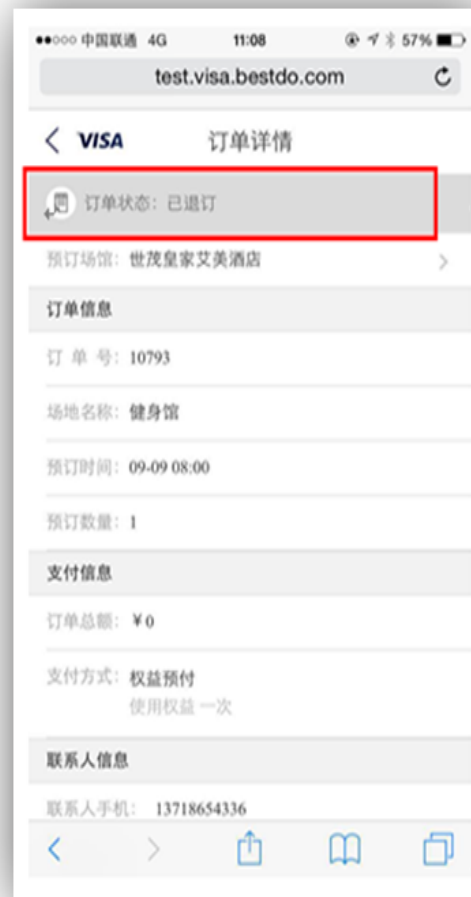 中国联通 4G 11:08 57%
test.visa.bestdo.com
VISA 订单详情
订单状态：已退订
预订场馆：世茂皇家艾美酒店
订单信息
订 单 号：10793
场地名称：健身馆
预订时间：09-09 08:00
预订数量：1
支付信息
订单总额：￥0
支付方式：权益预付
使用权益 一次
联系人信息
联系人手机： 13718654336